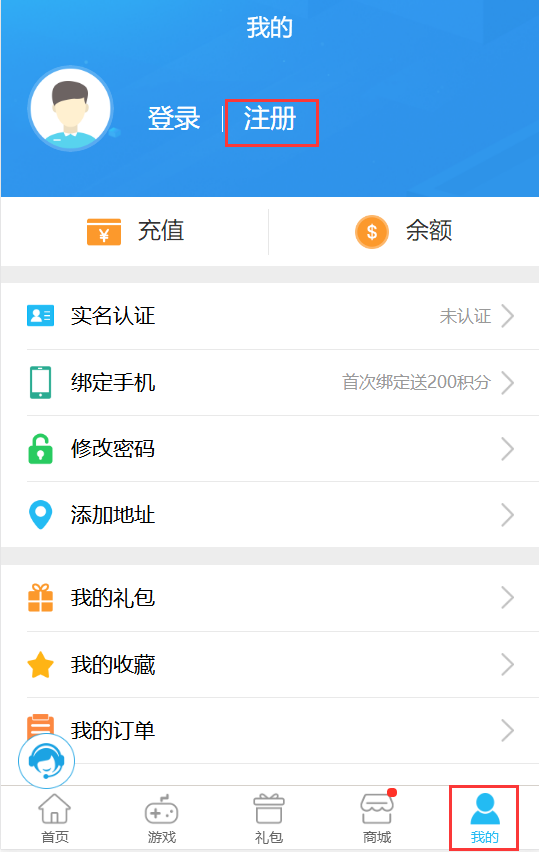 我的
登录 | 注册
充值 余额
实名认证 未认证
绑定手机 首次绑定送200积分
修改密码
添加地址
我的礼包
我的收藏
我的订单
首页 游戏 礼包 商城 我的